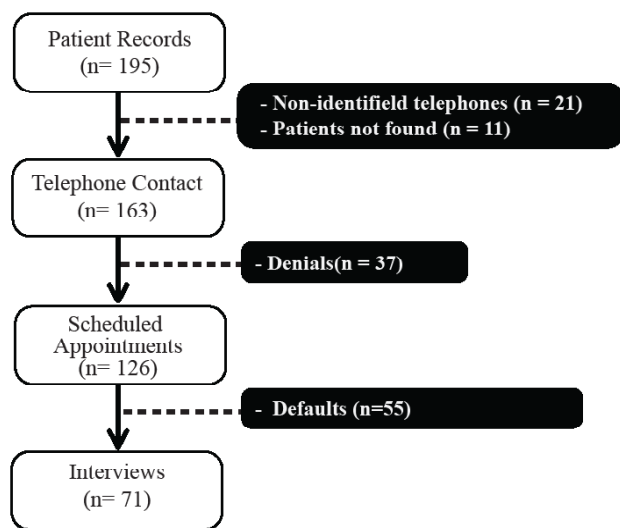 Patient Records
(n= 195)
- Non-identifield telephones (n = 21)
- Patients not found (n = 11)
Telephone Contact
(n= 163)
- Denials(n = 37)
Scheduled
Appointments
(n= 126)
- Defaults (n=55)
Interviews
(n= 71)